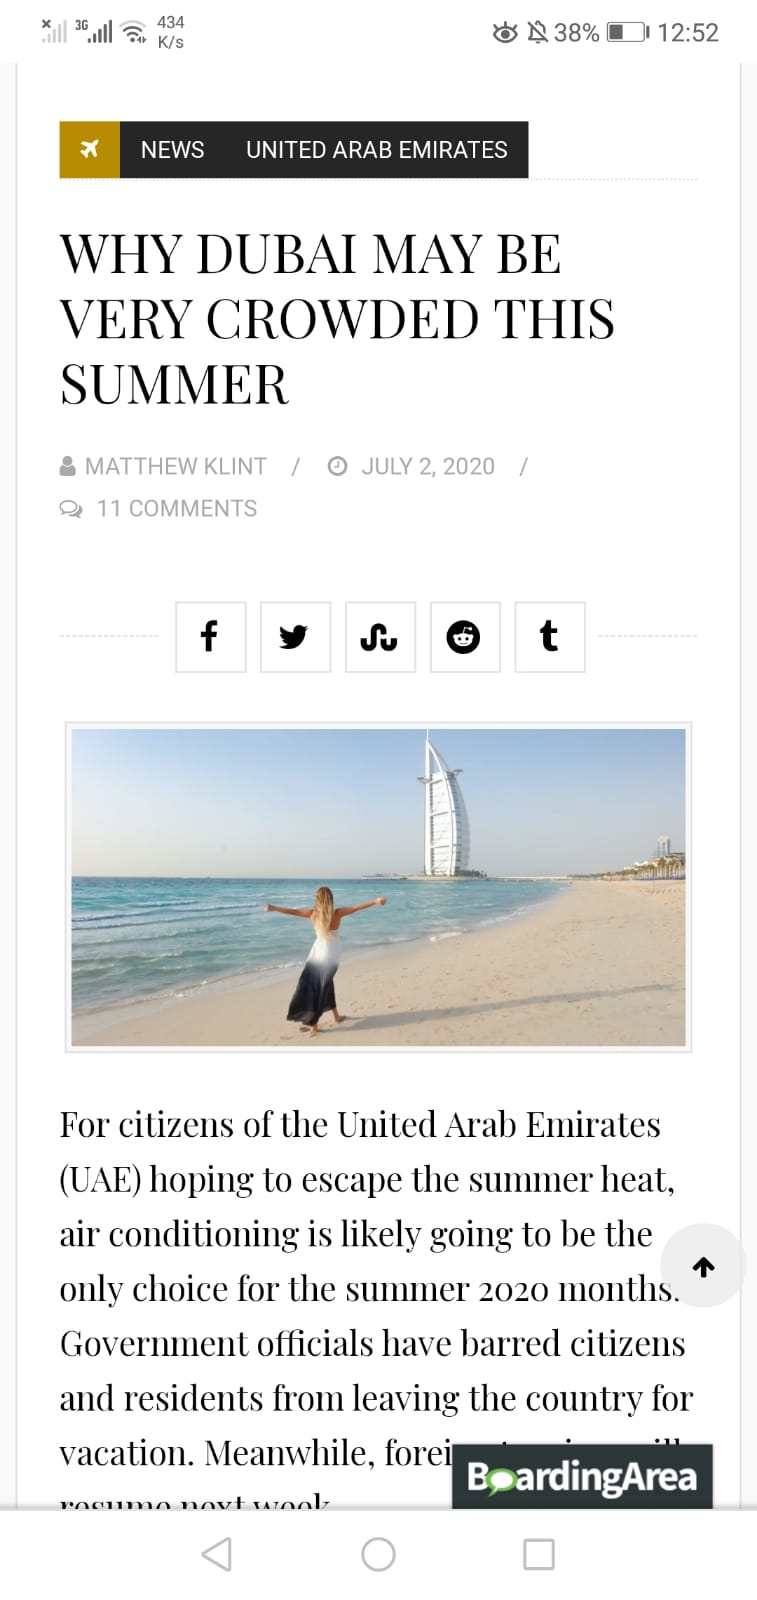 3G
434
K/s
38%
12:52
NEWS UNITED ARAB EMIRATES
WHY DUBAI MAY BE
VERY CROWDED THIS
SUMMER
MATTHEW KLINT / JULY 2, 2020 /
11 COMMENTS
For citizens of the United Arab Emirates
(UAE) hoping to escape the summer heat,
air conditioning is likely going to be the
only choice for the summer 2020 months.
Government officials have barred citizens
and residents from leaving the country for
vacation. Meanwhile,
BoardingArea
resume next week